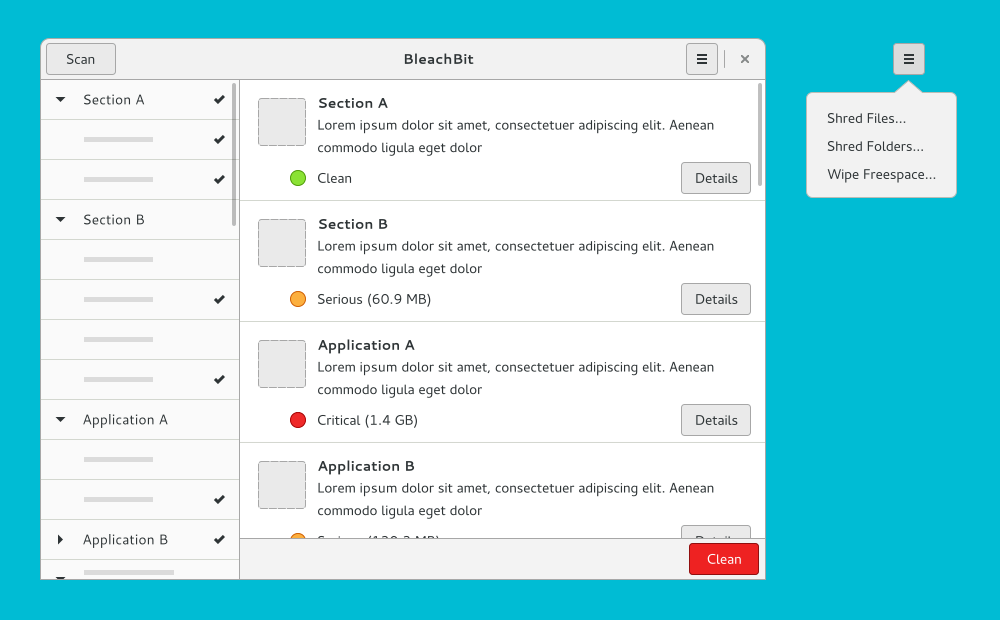 Scan
BleachBit
Section A
Section B
Application A
Application B
Section A
Lorem ipsum dolor sit amet, consectetuer adipiscing elit. Aenean
commodo ligula eget dolor
Clean
Details
Section B
Lorem ipsum dolor sit amet, consectetuer adipiscing elit. Aenean
commodo ligula eget dolor
Serious (60.9 MB)
Details
Application A
Lorem ipsum dolor sit amet, consectetuer adipiscing elit. Aenean
commodo ligula eget dolor
Critical (1.4 GB)
Details
Application B
Lorem ipsum dolor sit amet, consectetuer adipiscing elit. Aenean
commodo ligula eget dolor
Clean
Shred Files...
Shred Folders...
Wipe Freespace...